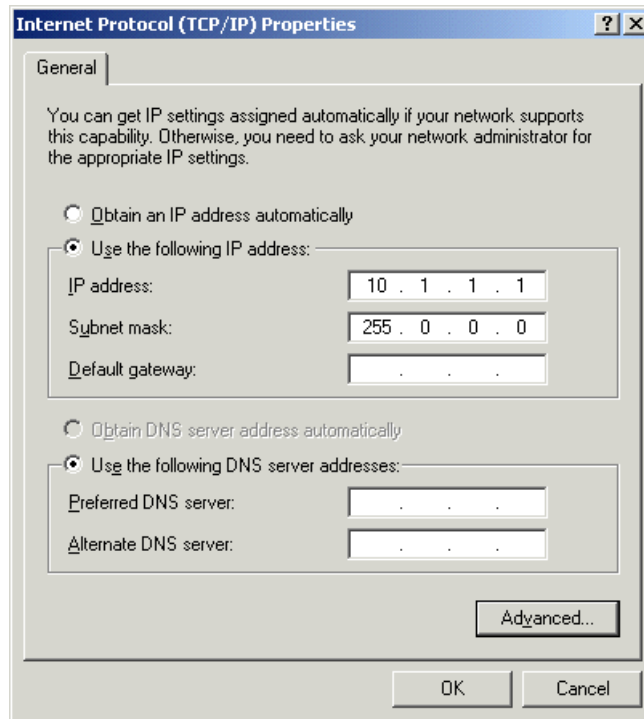 Internet Protocol (TCP/IP) Properties
General
You can get IP settings assigned automatically if your network supports
this capability. Otherwise, you need to ask your network administrator for
the appropriate IP settings.
Obtain an IP address automatically
Use the following IP address:
IP address: 10 . 1 . 1 . 1
Subnet mask: 255 . 0 . 0 . 0
Default gateway: . . .
Obtain DNS server address automatically
Use the following DNS server addresses:
Preferred DNS server: . . .
Alternate DNS server: . . .
Advanced...
OK Cancel